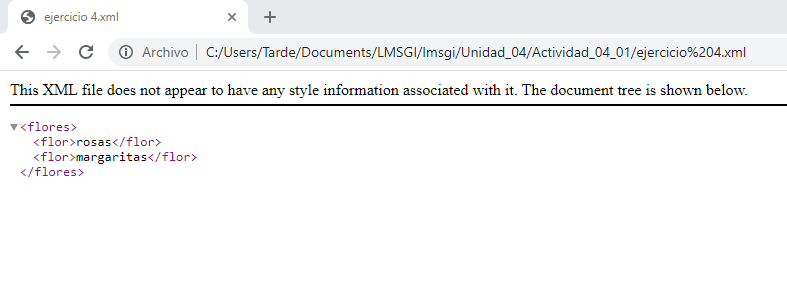 ejercicio 4.xml
Archivo C:/Users/Tarde/Documents/LMSGI/lmsgi/Unidad_04/Actividad_04_01/ejercicio%204.xml
This XML file does not appear to have any style information associated with it. The document tree is shown below.
<flores>
<flor>rosas</flor>
<flor>margaritas</flor>
</flores>